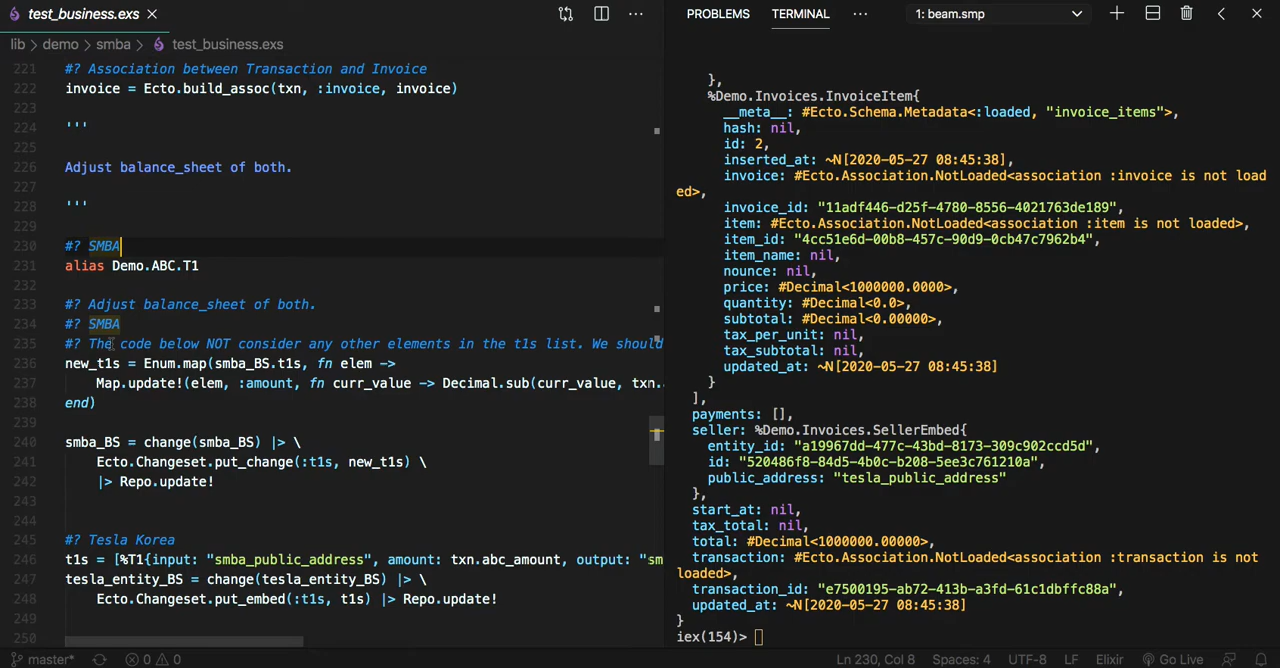 test_business.exs
lib > demo > smba > test_business.exs
221 #? Association between Transaction and Invoice
222 invoice = Ecto.build_assoc(txn, :invoice, invoice)
223
224 '''
225
226 Adjust balance_sheet of both.
227
228 '''
229
230 #? SMBA
231 alias Demo.ABC.T1
232
233 #? Adjust balance_sheet of both.
234 #? SMBA
235 #? The code below NOT consider any other elements in the t1s list. We should
236 new_t1s = Enum.map(smba_BS.t1s, fn elem ->
237 Map.update!(elem, :amount, fn curr_value -> Decimal.sub(curr_value, txn.
238 end)
239
240 smba_BS = change(smba_BS) |> \
241 Ecto.Changeset.put_change(:t1s, new_t1s) \
242 |> Repo.update!
243
244
245 #? Tesla Korea
246 t1s = [%T1{input: "smba_public_address", amount: txn.abc_amount, output: "sm
247 tesla_entity_BS = change(tesla_entity_BS) |> \
248 Ecto.Changeset.put_embed(:t1s, t1s) |> Repo.update!
249
250
PROBLEMS TERMINAL ... 1: beam.smp
},
%Demo.Invoices.InvoiceItem{
__meta__: #Ecto.Schema.Metadata<:loaded, "invoice_items">,
hash: nil,
id: 2,
inserted_at: ~N[2020-05-27 08:45:38],
invoice: #Ecto.Association.NotLoaded<association :invoice is not load
ed>,
invoice_id: "11adf446-d25f-4780-8556-4021763de189",
item: #Ecto.Association.NotLoaded<association :item is not loaded>,
item_id: "4cc51e6d-00b8-457c-90d9-0cb47c7962b4",
item_name: nil,
nounce: nil,
price: #Decimal<1000000.0000>,
quantity: #Decimal<0.0>,
subtotal: #Decimal<0.00000>,
tax_per_unit: nil,
tax_subtotal: nil,
updated_at: ~N[2020-05-27 08:45:38]
}
],
payments: [],
seller: %Demo.Invoices.SellerEmbed{
entity_id: "a19967dd-477c-43bd-8173-309c902ccd5d",
id: "520486f8-84d5-4b0c-b208-5ee3c761210a",
public_address: "tesla_public_address"
},
start_at: nil,
tax_total: nil,
total: #Decimal<1000000.00000>,
transaction: #Ecto.Association.NotLoaded<association :transaction is not
loaded>,
transaction_id: "e7500195-ab72-413b-a3fd-61c1dbffc88a",
updated_at: ~N[2020-05-27 08:45:38]
}
iex(154)>
master* 0 0 Ln 230, Col 8 Spaces: 4 UTF-8 LF Elixir Go Live